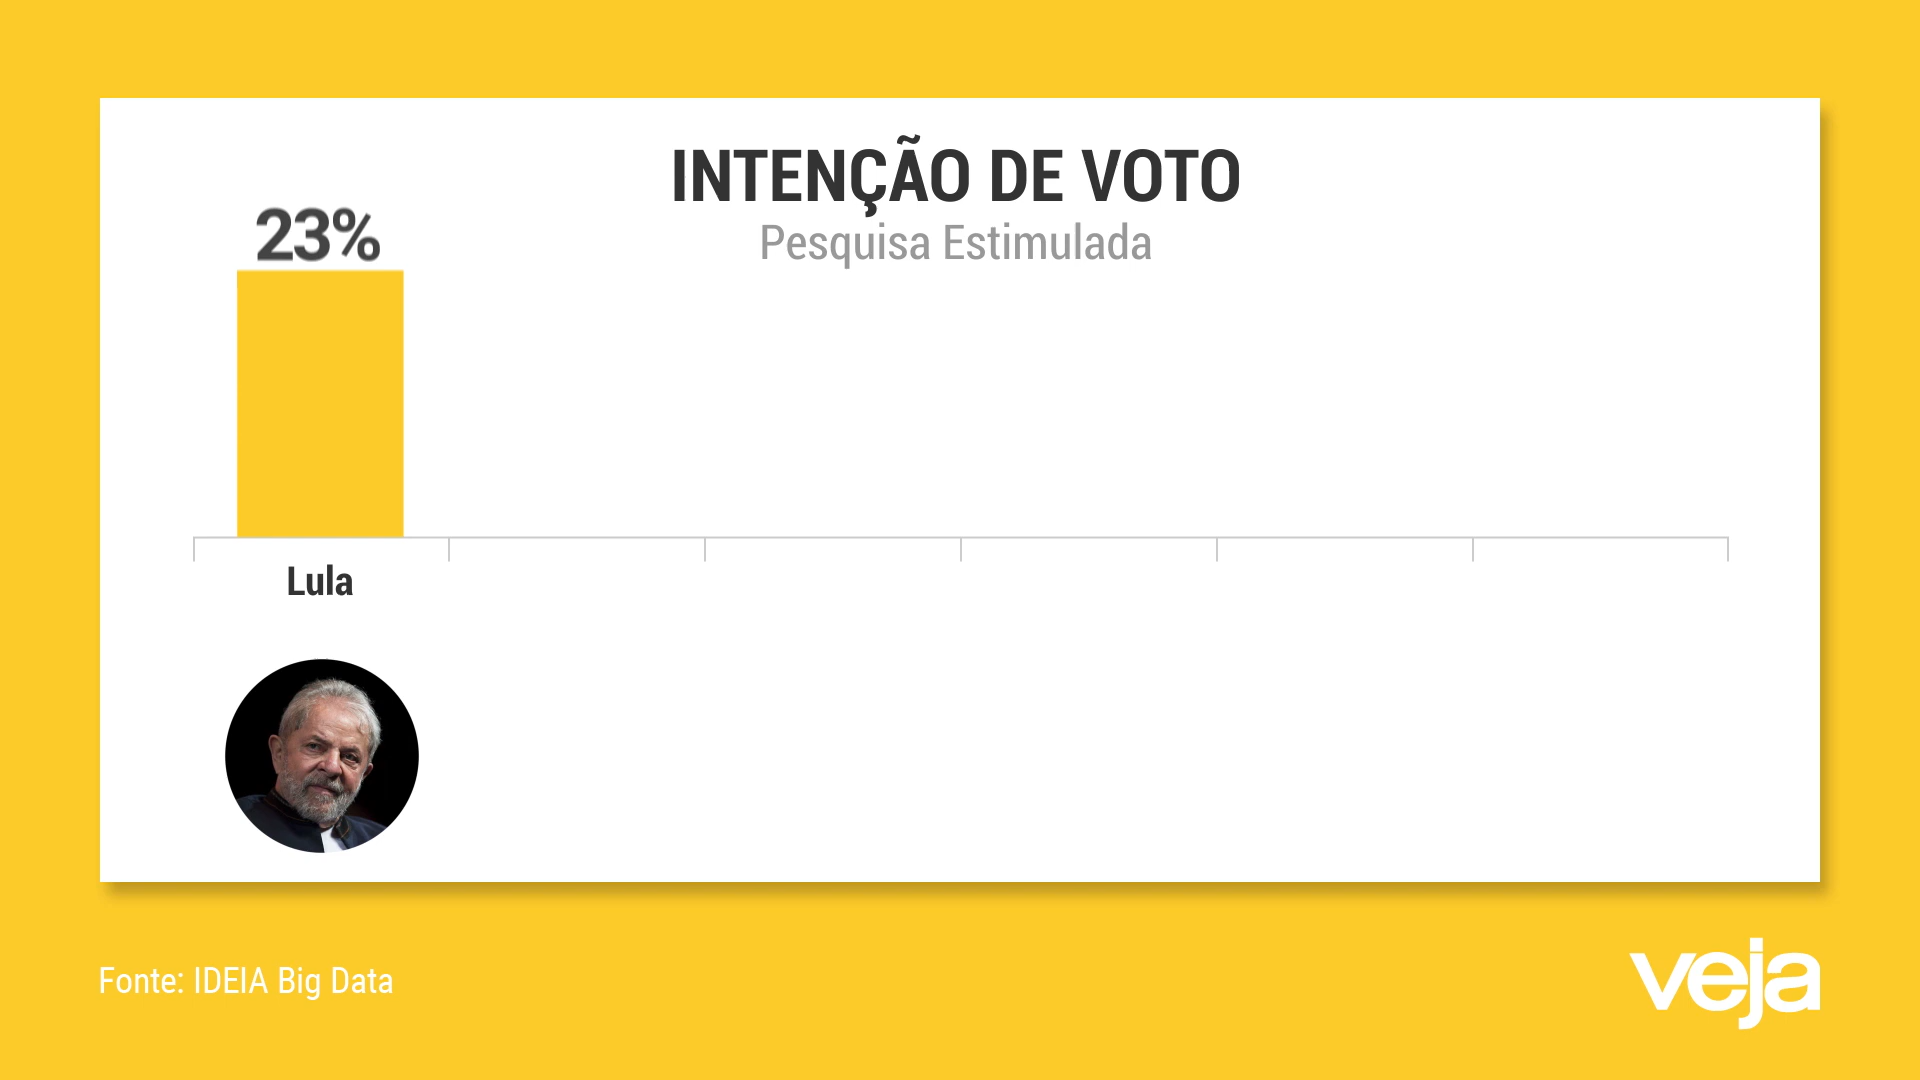 INTENÇÃO DE VOTO
Pesquisa Estimulada
23%
Lula
Fonte: IDEIA Big Data
veja